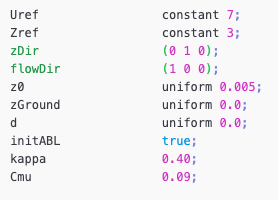 Uref constant 7;
Zref constant 3;
zDir (0 1 0);
flowDir (1 0 0);
z0 uniform 0.005;
zGround uniform 0.0;
d uniform 0.0;
initABL true;
kappa 0.40;
Cmu 0.09;